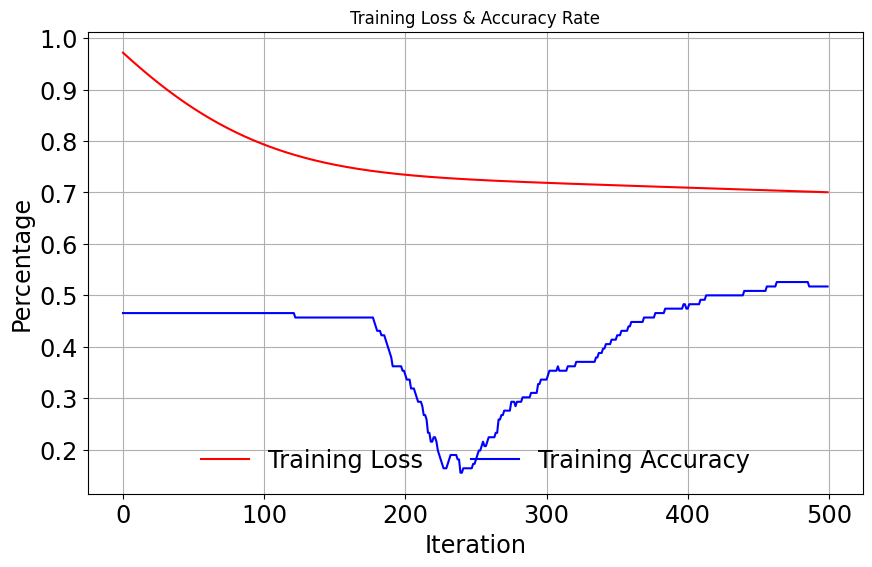 Training Loss & Accuracy Rate
1.0
0.9
0.8
0.7
0.6
0.5
0.4
0.3
0.2
Percentage
Training Loss
Training Accuracy
0 100 200 300 400 500
Iteration